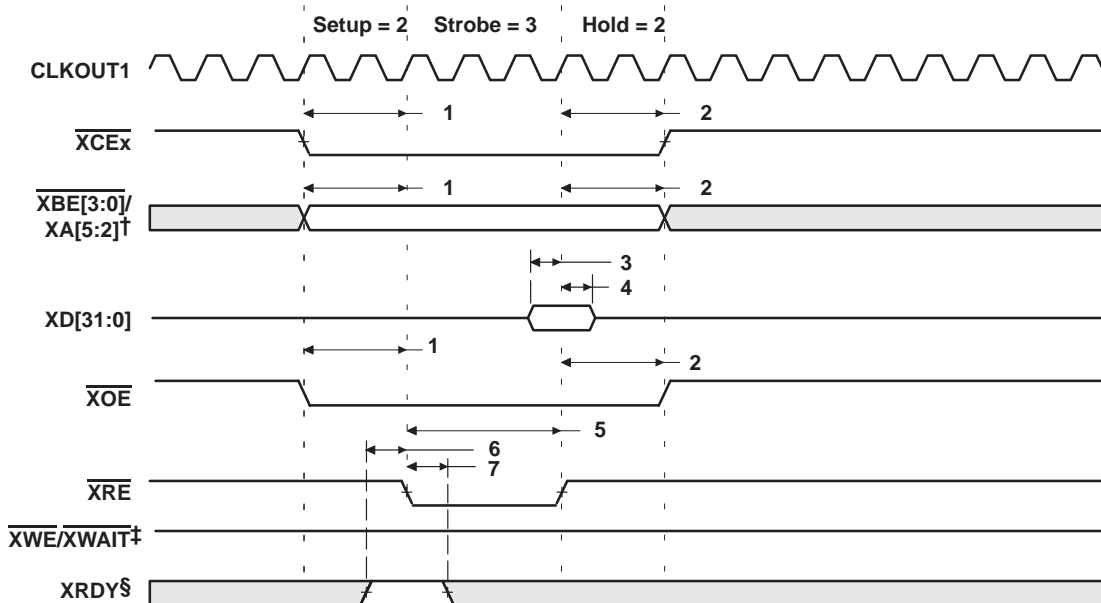 Setup = 2 Strobe = 3 Hold = 2
CLKOUT1
1 2
XCEx
1 2
XBE[3:0]/
XA[5:2]†
3
4
XD[31:0]
1
2
XOE
5
6
7
XRE
XWE/XWAIT‡
XRDY§